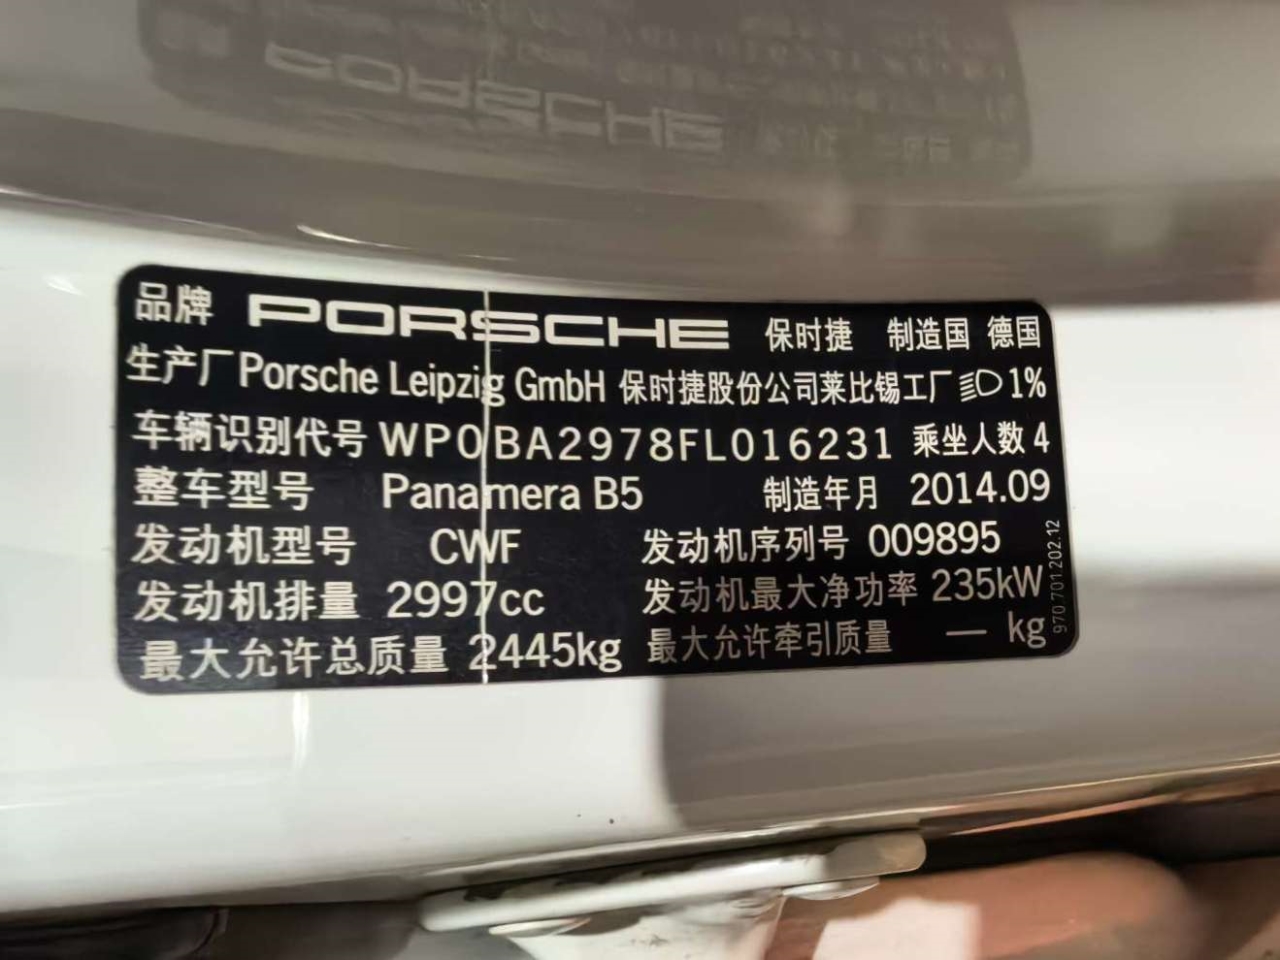 品牌 PORSCHE 保时捷 制造国 德国
生产厂 Porsche Leipzig GmbH 保时捷股份公司莱比锡工厂 1%
车辆识别代号 WP0BA2978FL016231 乘坐人数 4
整车型号 Panamera B5 制造年月 2014.09
发动机型号 CWF 发动机序列号 009895
发动机排量 2997cc 发动机最大净功率 235kW
最大允许总质量 2445kg 最大允许牵引质量 — kg
970.701.202.12